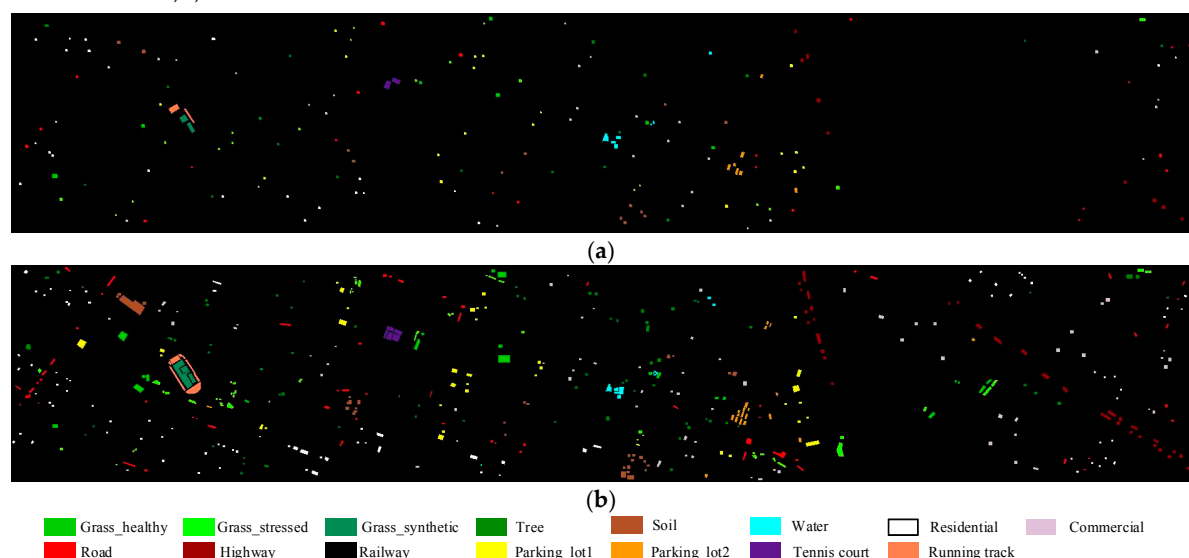 (a)
(b)
Grass_healthy Grass_stressed Grass_synthetic Tree Soil Water Residential Commercial
Road Highway Railway Parking_lot1 Parking_lot2 Tennis court Running track